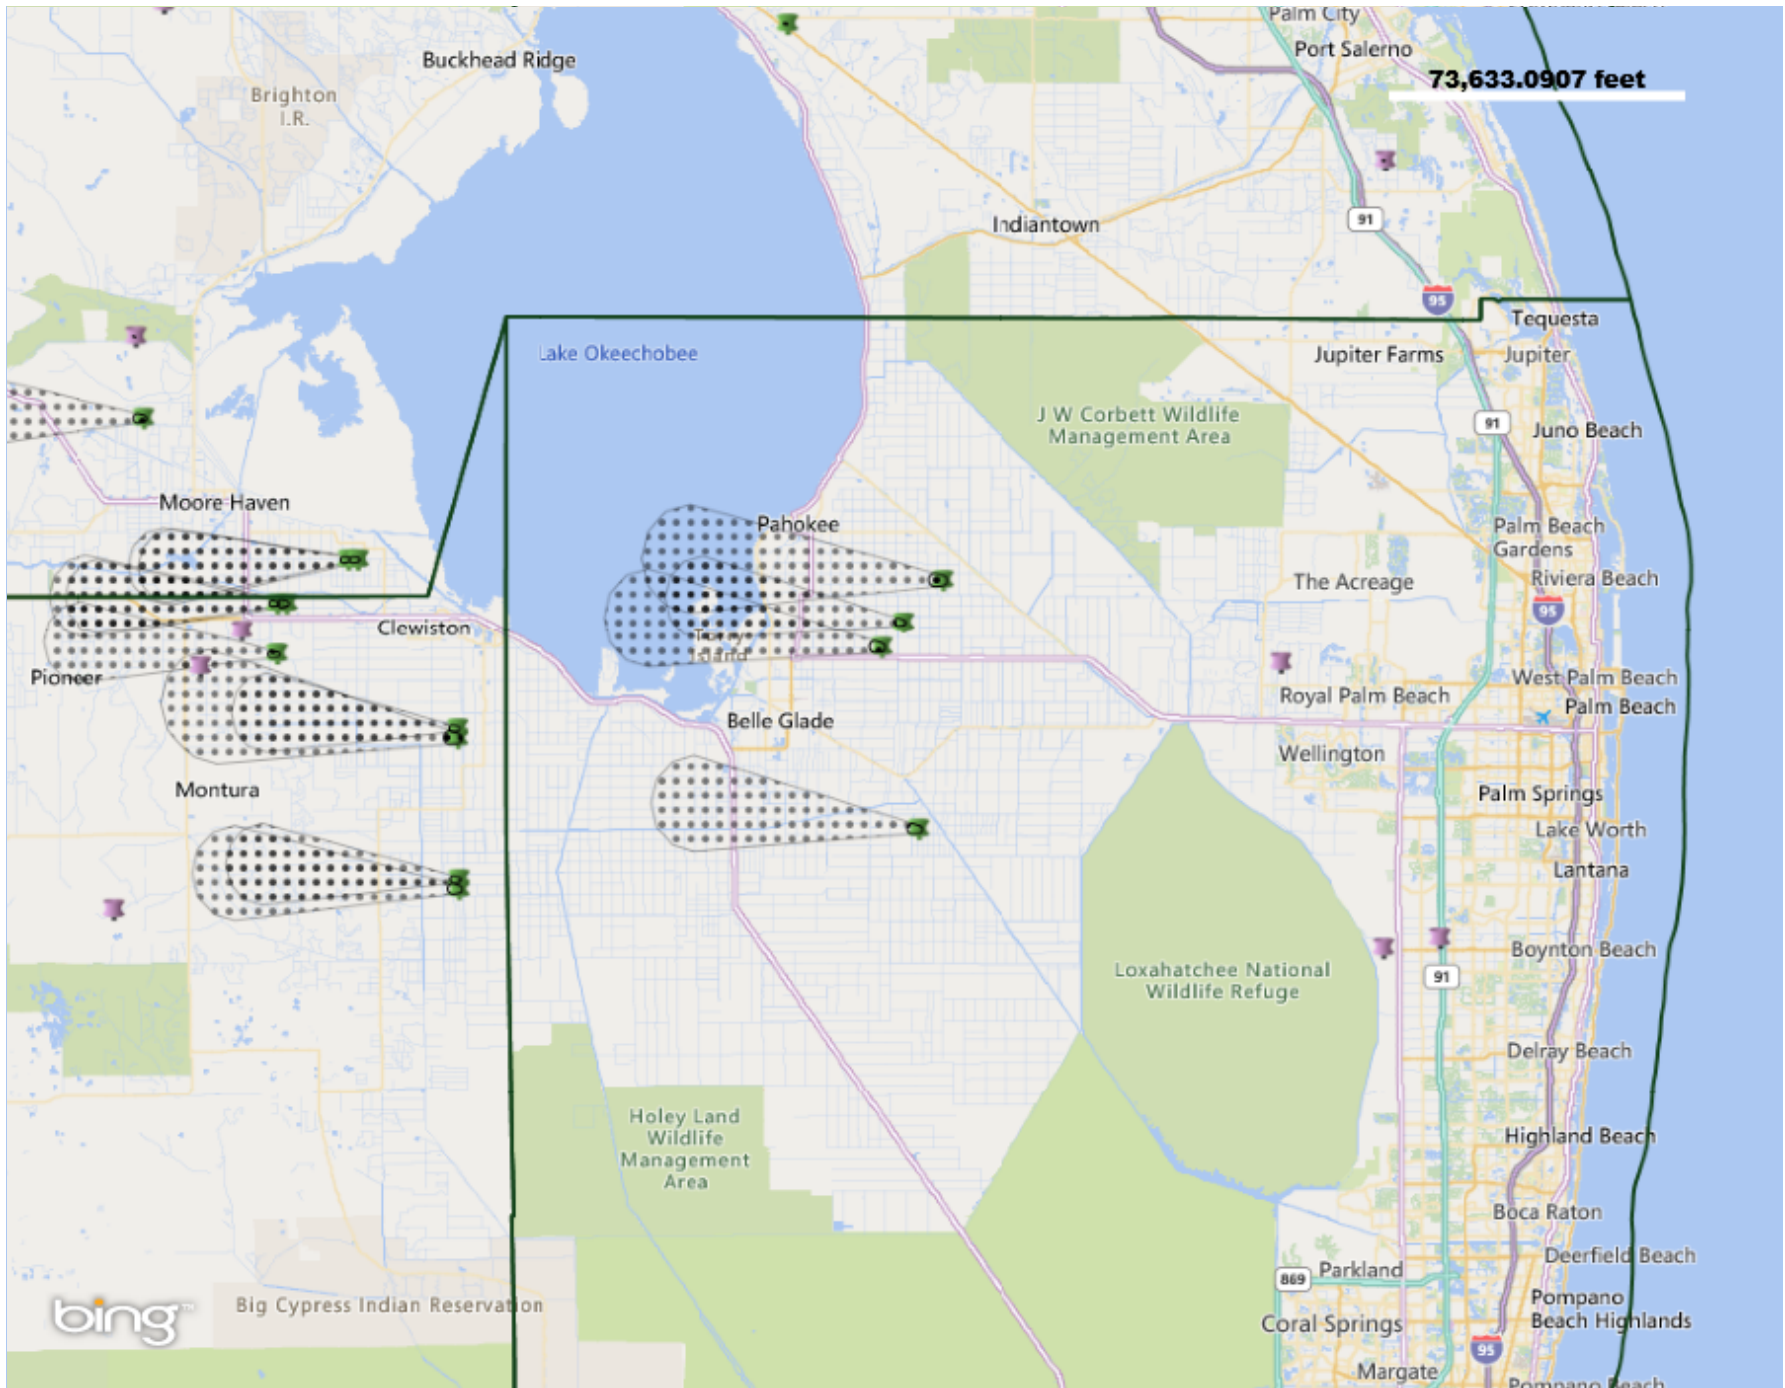 Palm City
Buckhead Ridge
Port Salerno
73,633.0907 feet
Brighton
I.R.
91
Indiantown
95
Tequesta
Lake Okeechobee
Jupiter Farms
Jupiter
J W Corbett Wildlife
Management Area
91
Juno Beach
Moore Haven
Pahokee
Palm Beach
Gardens
The Acreage
Riviera Beach
95
Clewiston
Torey
Island
Pioneer
West Palm Beach
Royal Palm Beach
Palm Beach
Belle Glade
Wellington
Montura
Palm Springs
Lake Worth
Lantana
Boynton Beach
91
Loxahatchee National
Wildlife Refuge
Delray Beach
Holey Land
Wildlife
Management
Area
Highland Beach
Boca Raton
Deerfield Beach
869
Parkland
Pompano
Beach Highlands
Big Cypress Indian Reservation
bing
Coral Springs
95
Margate
Pompano Beach